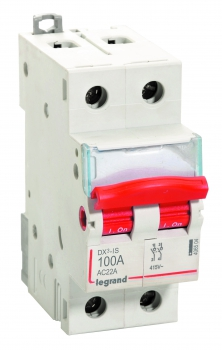 I . On
I . On
DX³-IS
100A
AC22A
415V~
legrand